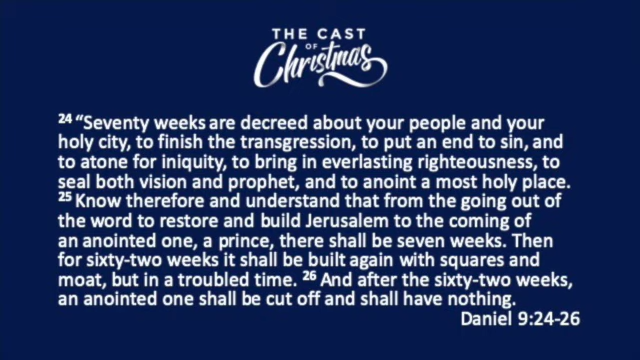 THE CAST
OF
Christmas
24 “Seventy weeks are decreed about your people and your
holy city, to finish the transgression, to put an end to sin, and
to atone for iniquity, to bring in everlasting righteousness, to
seal both vision and prophet, and to anoint a most holy place.
25 Know therefore and understand that from the going out of
the word to restore and build Jerusalem to the coming of
an anointed one, a prince, there shall be seven weeks. Then
for sixty-two weeks it shall be built again with squares and
moat, but in a troubled time. 26 And after the sixty-two weeks,
an anointed one shall be cut off and shall have nothing.
Daniel 9:24-26